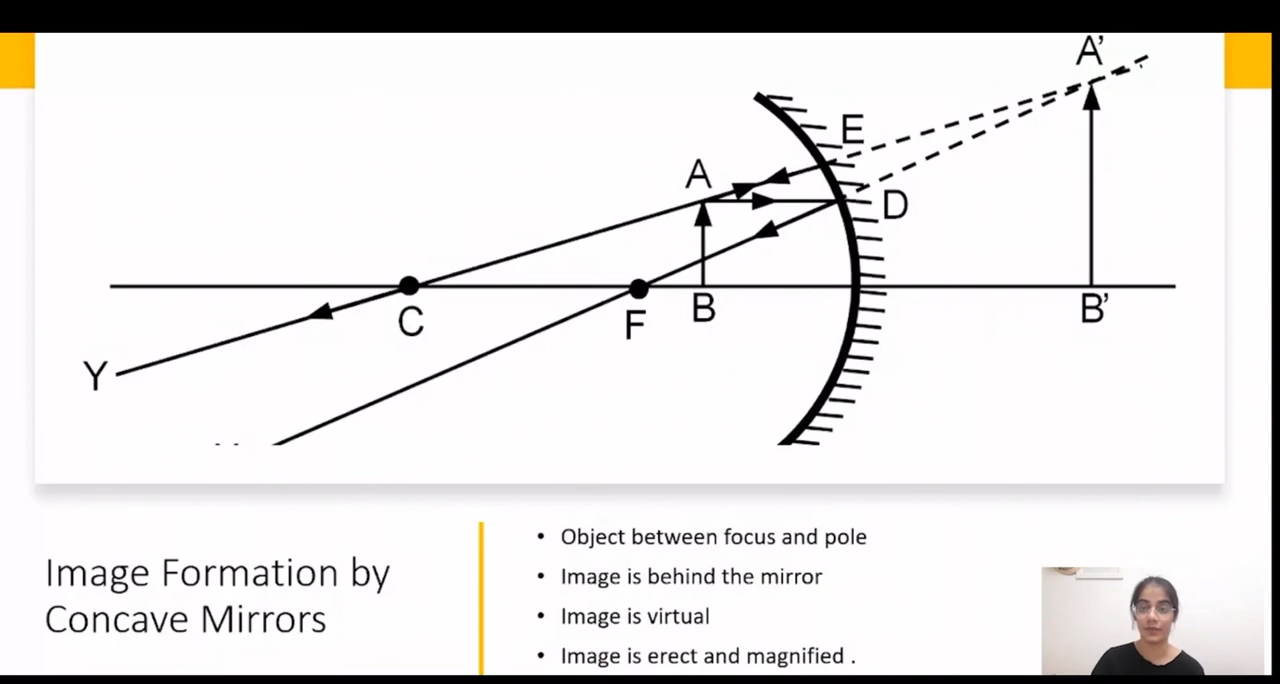 A'
E
A
D
C
F
B
B'
Y
Image Formation by
Concave Mirrors
• Object between focus and pole
• Image is behind the mirror
• Image is virtual
• Image is erect and magnified .